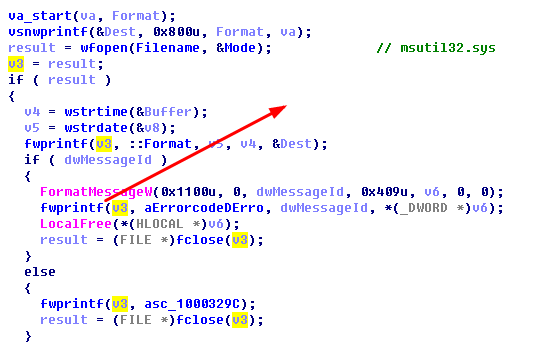 va_start(va, Format);
vsnwprintf(&Dest, 0x800u, Format, va);
result = wfopen(Filename, &Mode); // msutil32.sys
v3 = result;
if ( result )
{
v4 = wstrtime(&Buffer);
v5 = wstrdate(&v8);
fwprintf(v3, ::Format, v5, v4, &Dest);
if ( dwMessageId )
{
FormatMessageW(0x1100u, 0, dwMessageId, 0x409u, v6, 0, 0);
fwprintf(v3, aErrorcodeDErro, dwMessageId, *(_DWORD *)v6);
LocalFree(*(HLOCAL *)v6);
result = (FILE *)fclose(v3);
}
else
{
fwprintf(v3, asc_1000329C);
result = (FILE *)fclose(v3);
}